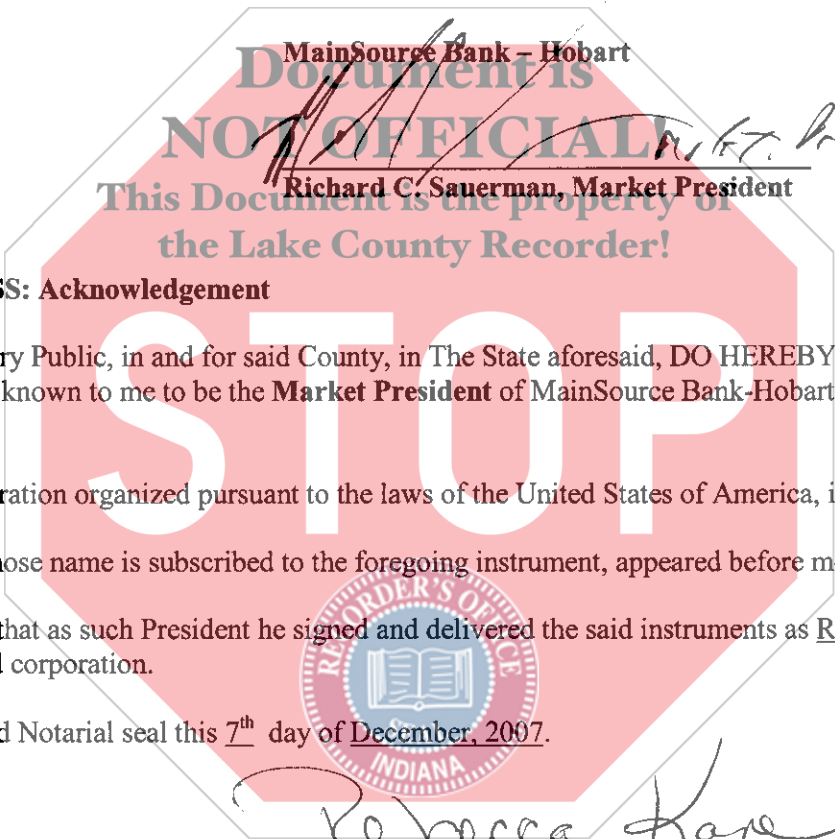 MainSource Bank – Hobart
Document is
NOT OFFICIAL!
Richard C. Sauerman, Market President
This Document is the property of
the Lake County Recorder!
SS: Acknowledgement
ry Public, in and for said County, in The State aforesaid, DO HEREBY
known to me to be the Market President of MainSource Bank-Hobart
STOP
ration organized pursuant to the laws of the United States of America, i
ose name is subscribed to the foregoing instrument, appeared before m
that as such President he signed and delivered the said instruments as R
corporation.
d Notarial seal this 7th day of December, 2007.
RECORDER'S OFFICE
SEAL
INDIANA
Rebecca Kane